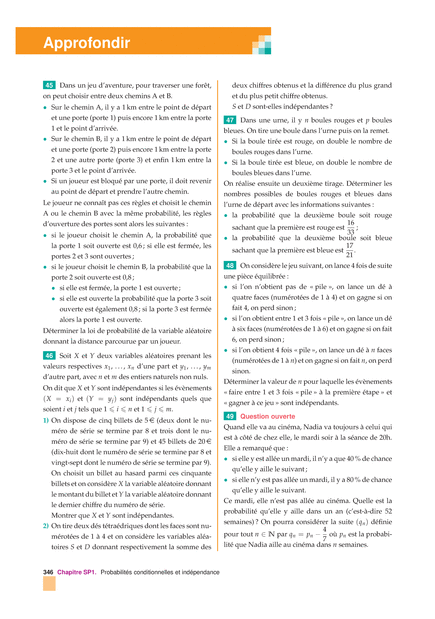 Approfondir
45 Dans un jeu d'aventure, pour traverser une forêt,
on peut choisir entre deux chemins A et B.
• Sur le chemin A, il y a 1 km entre le point de départ
et une porte (porte 1) puis encore 1 km entre la porte
1 et le point d'arrivée.
• Sur le chemin B, il y a 1 km entre le point de départ
et une porte (porte 2) puis encore 1 km entre la porte
2 et une autre porte (porte 3) et enfin 1 km entre la
porte 3 et le point d'arrivée.
• Si un joueur est bloqué par une porte, il doit revenir
au point de départ et prendre l'autre chemin.
Le joueur ne connaît pas ces règles et choisit le chemin
A ou le chemin B avec la même probabilité, les règles
d'ouverture des portes sont alors les suivantes :
• si le joueur choisit le chemin A, la probabilité que
la porte 1 soit ouverte est 0,6 ; si elle est fermée, les
portes 2 et 3 sont ouvertes ;
• si le joueur choisit le chemin B, la probabilité que la
porte 2 soit ouverte est 0,8 ;
• si elle est fermée, la porte 1 est ouverte ;
• si elle est ouverte la probabilité que la porte 3 soit
ouverte est également 0,8 ; si la porte 3 est fermée
alors la porte 1 est ouverte.
Déterminer la loi de probabilité de la variable aléatoire
donnant la distance parcourue par un joueur.
46 Soit X et Y deux variables aléatoires prenant les
valeurs respectives x₁, …, xₙ d'une part et y₁, …, yₘ
d'autre part, avec n et m des entiers naturels non nuls.
On dit que X et Y sont indépendantes si les évènements
(X = xᵢ) et (Y = yⱼ) sont indépendants quels que
soient i et j tels que 1 ⩽ i ⩽ n et 1 ⩽ j ⩽ m.
1) On dispose de cinq billets de 5 € (deux dont le nu-
méro de série se termine par 8 et trois dont le nu-
méro de série se termine par 9) et 45 billets de 20 €
(dix-huit dont le numéro de série se termine par 8 et
vingt-sept dont le numéro de série se termine par 9).
On choisit un billet au hasard parmi ces cinquante
billets et on considère X la variable aléatoire donnant
le montant du billet et Y la variable aléatoire donnant
le dernier chiffre du numéro de série.
Montrer que X et Y sont indépendantes.
2) On tire deux dés tétraédriques dont les faces sont nu-
mérotées de 1 à 4 et on considère les variables aléa-
toires S et D donnant respectivement la somme des
deux chiffres obtenus et la différence du plus grand
et du plus petit chiffre obtenus.
S et D sont-elles indépendantes ?
47 Dans une urne, il y n boules rouges et p boules
bleues. On tire une boule dans l'urne puis on la remet.
• Si la boule tirée est rouge, on double le nombre de
boules rouges dans l'urne.
• Si la boule tirée est bleue, on double le nombre de
boules bleues dans l'urne.
On réalise ensuite un deuxième tirage. Déterminer les
nombres possibles de boules rouges et bleues dans
l'urne de départ avec les informations suivantes :
• la probabilité que la deuxième boule soit rouge
sachant que la première est rouge est 16/33 ;
• la probabilité que la deuxième boule soit bleue
sachant que la première est bleue est 17/21.
48 On considère le jeu suivant, on lance 4 fois de suite
une pièce équilibrée :
• si l'on n'obtient pas de « pile », on lance un dé à
quatre faces (numérotées de 1 à 4) et on gagne si on
fait 4, on perd sinon ;
• si l'on obtient entre 1 et 3 fois « pile », on lance un dé
à six faces (numérotées de 1 à 6) et on gagne si on fait
6, on perd sinon ;
• si l'on obtient 4 fois « pile », on lance un dé à n faces
(numérotées de 1 à n) et on gagne si on fait n, on perd
sinon.
Déterminer la valeur de n pour laquelle les évènements
« faire entre 1 et 3 fois « pile » à la première étape » et
« gagner à ce jeu » sont indépendants.
49 Question ouverte
Quand elle va au cinéma, Nadia va toujours à celui qui
est à côté de chez elle, le mardi soir à la séance de 20h.
Elle a remarqué que :
• si elle y est allée un mardi, il n'y a que 40 % de chance
qu'elle y aille le suivant ;
• si elle n'y est pas allée un mardi, il y a 80 % de chance
qu'elle y aille le suivant.
Ce mardi, elle n'est pas allée au cinéma. Quelle est la
probabilité qu'elle y aille dans un an (c'est-à-dire 52
semaines) ? On pourra considérer la suite (qₙ) définie
pour tout n ∈ ℕ par qₙ = pₙ − 4/7 où pₙ est la probabi-
lité que Nadia aille au cinéma dans n semaines.
346 Chapitre SP1. Probabilités conditionnelles et indépendance